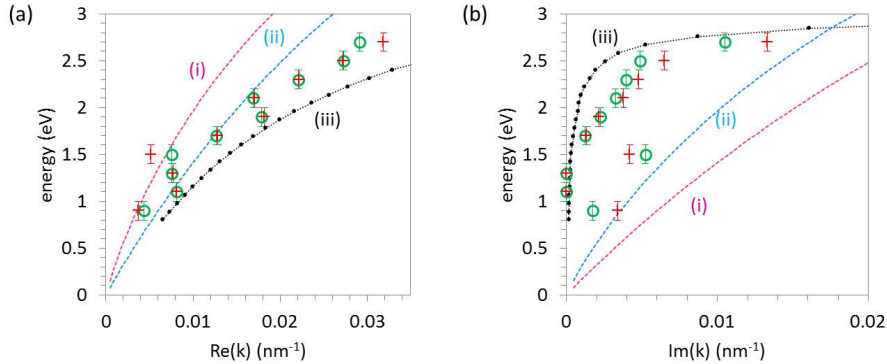 (a)
3
2.5
2
1.5
1
0.5
0
energy (eV)
(i)
(ii)
(iii)
0
0.01
0.02
0.03
Re(k) (nm⁻¹)
(b)
3
2.5
2
1.5
1
0.5
0
energy (eV)
(iii)
(ii)
(i)
0
0.01
0.02
Im(k) (nm⁻¹)